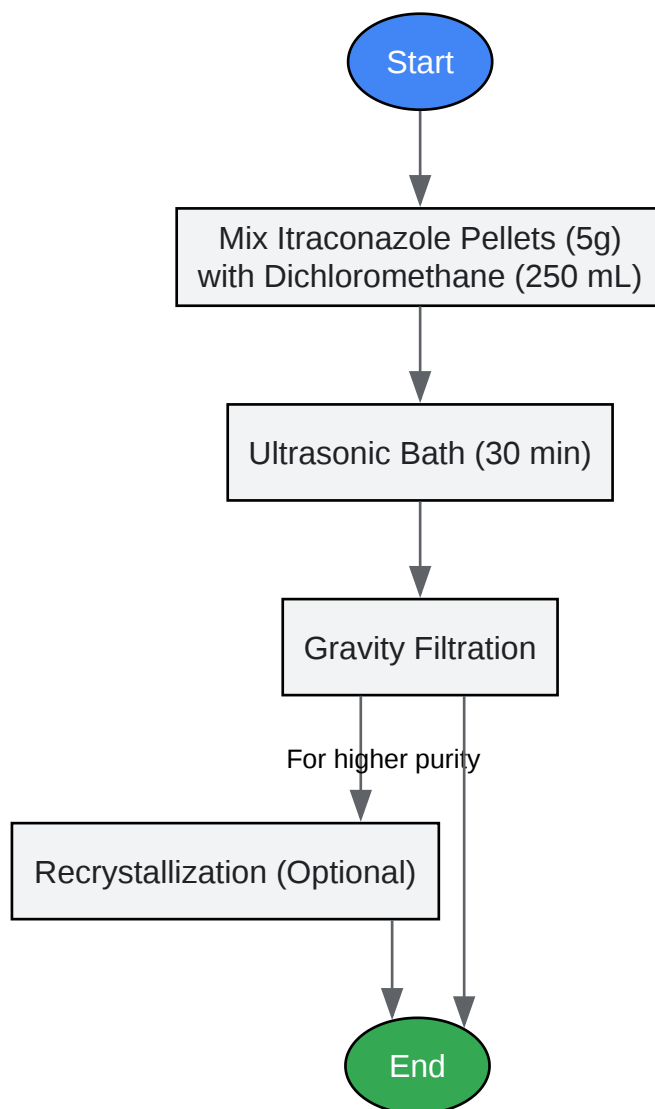 Start
Mix Itraconazole Pellets (5g)
with Dichloromethane (250 mL)
Ultrasonic Bath (30 min)
Gravity Filtration
For higher purity
Recrystallization (Optional)
End